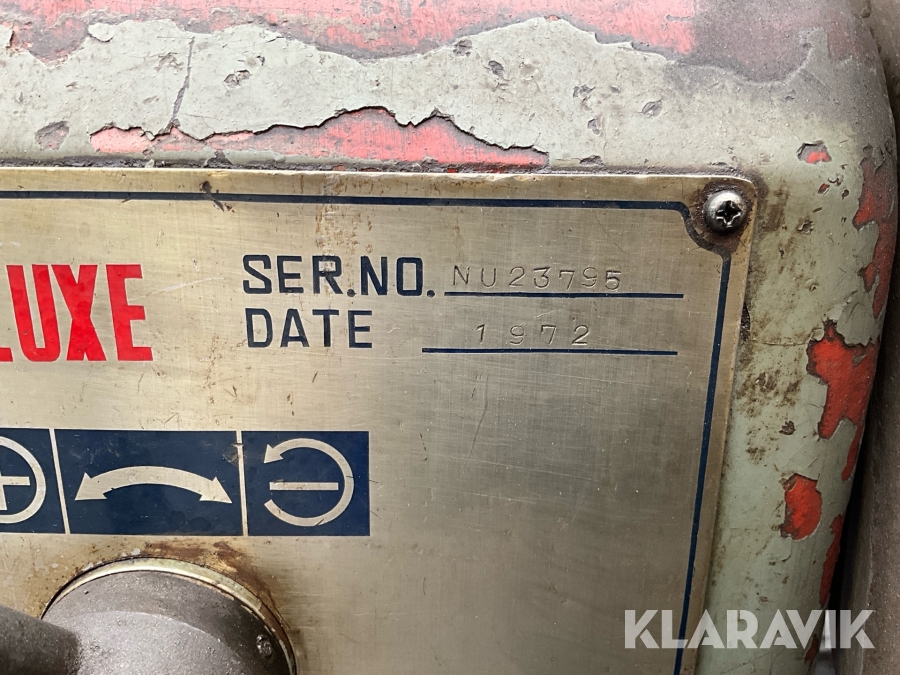 SER.NO. NU23795
LUXE
DATE 1972
KLARAVIK